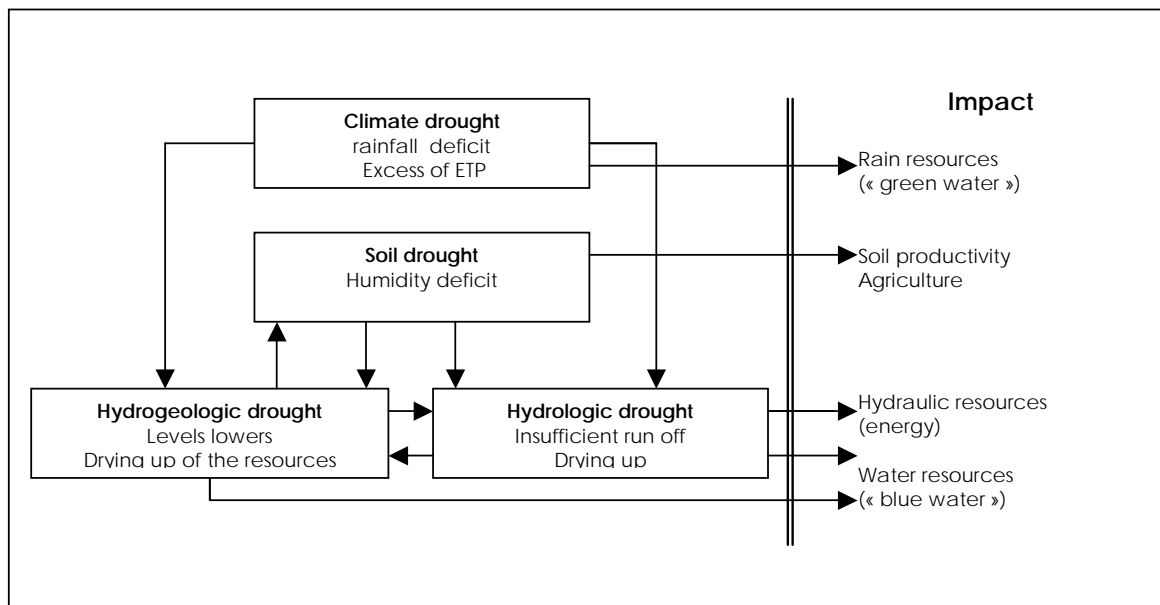 Impact
Climate drought
rainfall deficit
Excess of ETP
Rain resources
(« green water »)
Soil drought
Humidity deficit
Soil productivity
Agriculture
Hydrogeologic drought
Levels lowers
Drying up of the resources
Hydrologic drought
Insufficient run off
Drying up
Hydraulic resources
(energy)
Water resources
(« blue water »)